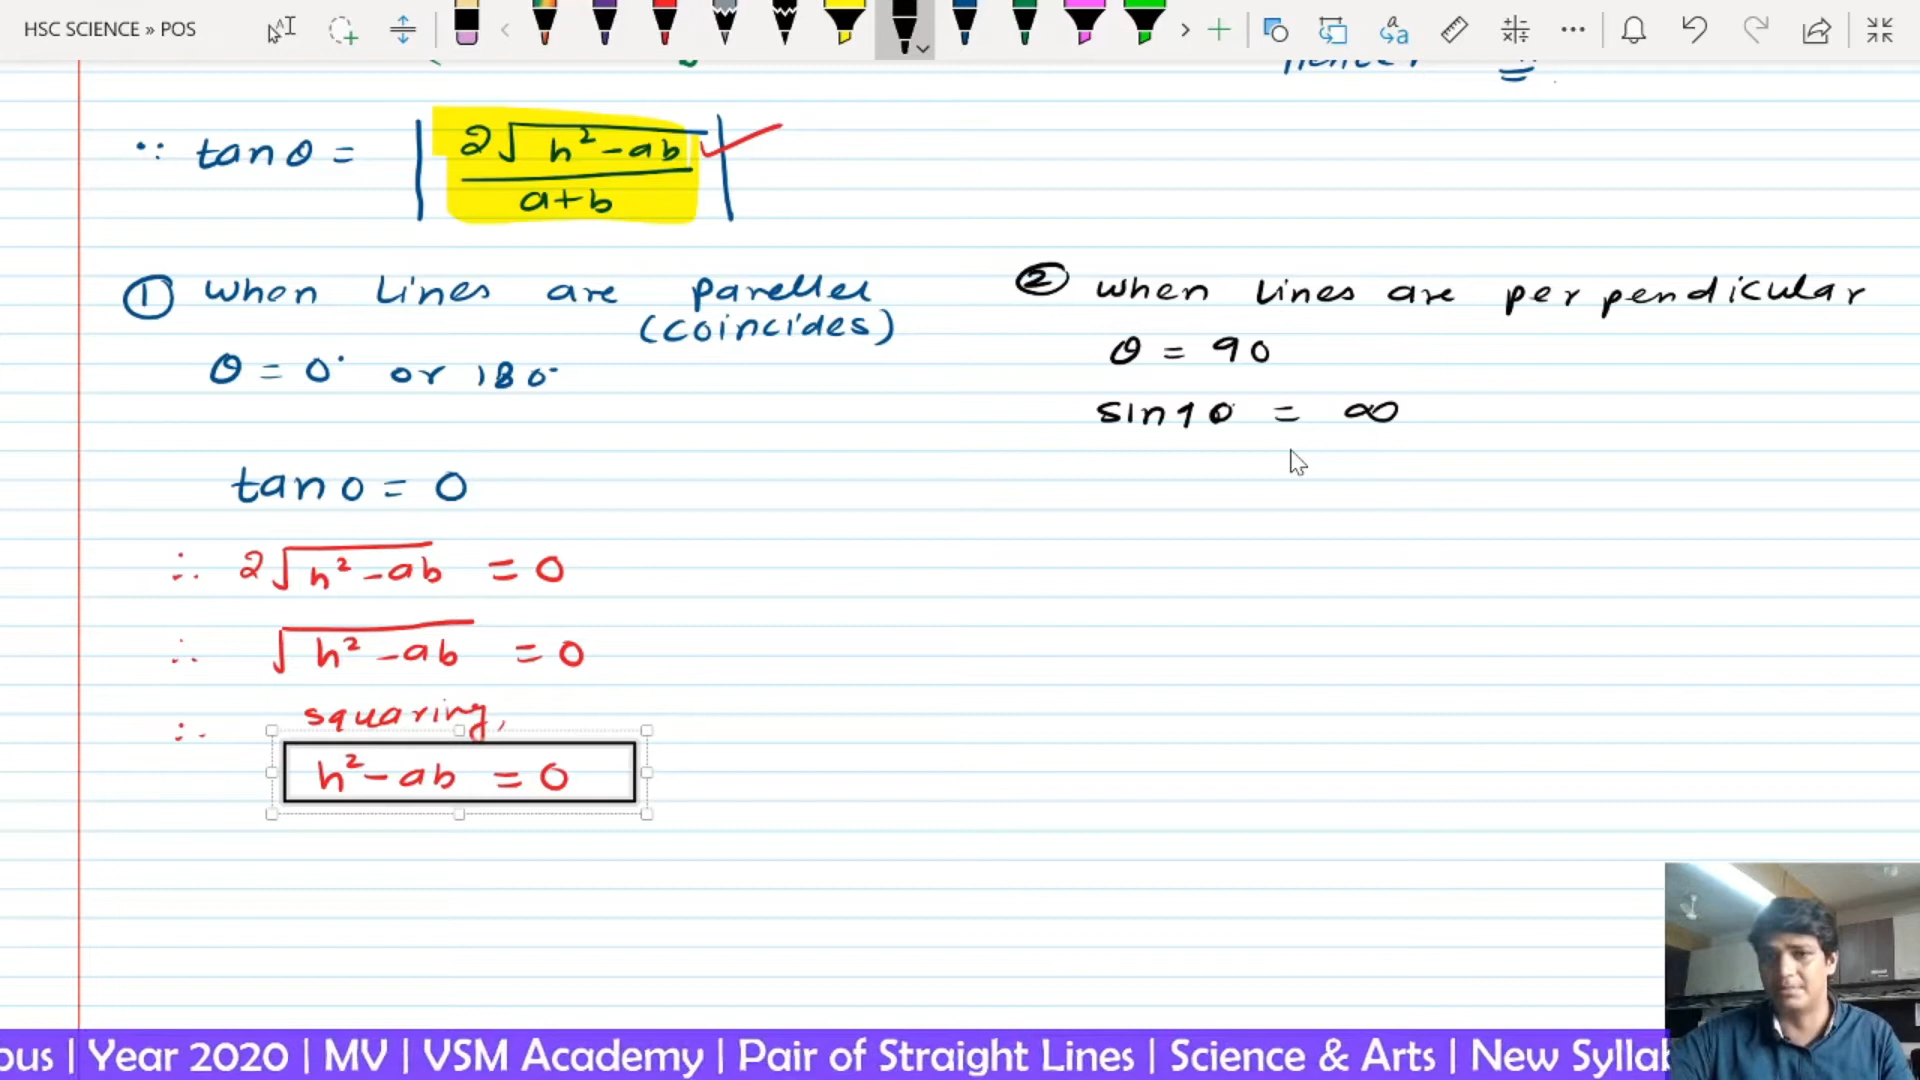 HSC SCIENCE » POS
∵ tan θ = | 2√(h² - ab) / (a+b) |
① when Lines are parellel
(coincides)
θ = 0° or 180°
tan 0 = 0
∴ 2√(h² - ab) = 0
∴ √(h² - ab) = 0
∴ squaring,
h² - ab = 0
② when lines are perpendicular
θ = 90
sin 90 = ∞
ous | Year 2020 | MV | VSM Academy | Pair of Straight Lines | Science & Arts | New Syllab